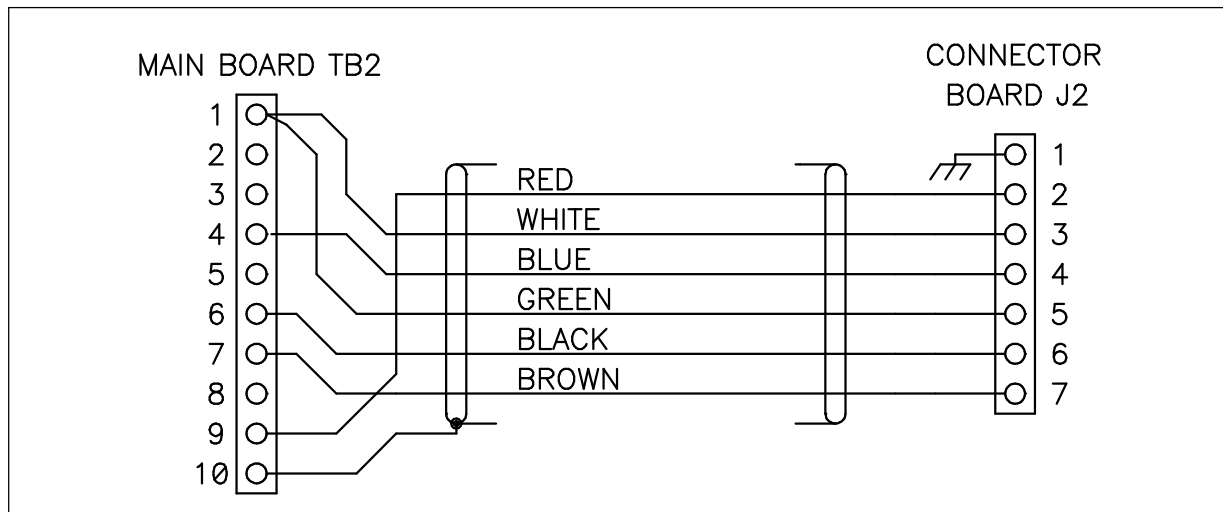 MAIN BOARD TB2
1
2
3
4
5
6
7
8
9
10
RED
WHITE
BLUE
GREEN
BLACK
BROWN
CONNECTOR
BOARD J2
1
2
3
4
5
6
7